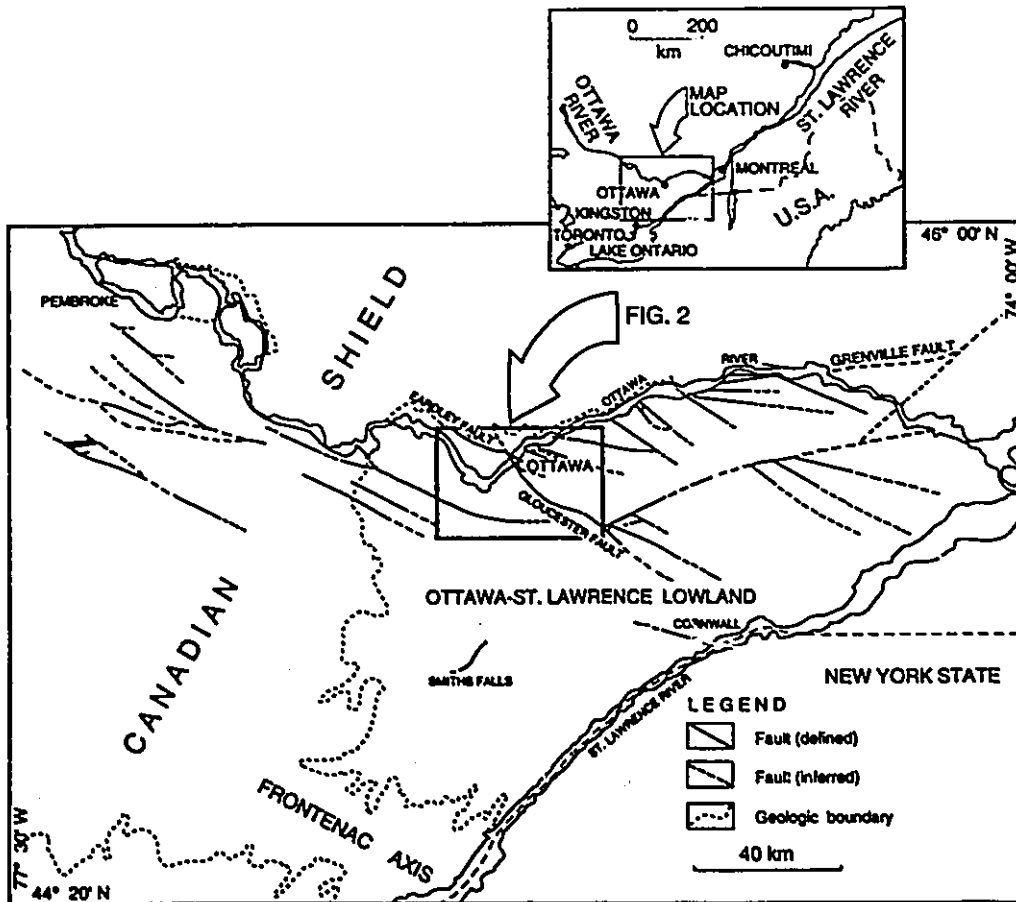 0 200
km
CHICOUTIMI
OTTAWA
RIVER
MAP
LOCATION
ST. LAWRENCE
RIVER
MONTREAL
OTTAWA
KINGSTON
TORONTO
LAKE ONTARIO
U.S.A.
46° 00' N
74° 00' W
PEMBROKE
SHIELD
FIG. 2
RIVER
GRENVILLE FAULT
EARDLEY FAULT
OTTAWA
OTTAWA
GLOUCESTER
FAULT
OTTAWA-ST. LAWRENCE LOWLAND
CORNWALL
CANADIAN
SMITHS FALLS
NEW YORK STATE
ST. LAWRENCE RIVER
LEGEND
Fault (defined)
Fault (inferred)
Geologic boundary
40 km
FRONTENAC
AXIS
77° 30' W
44° 20' N